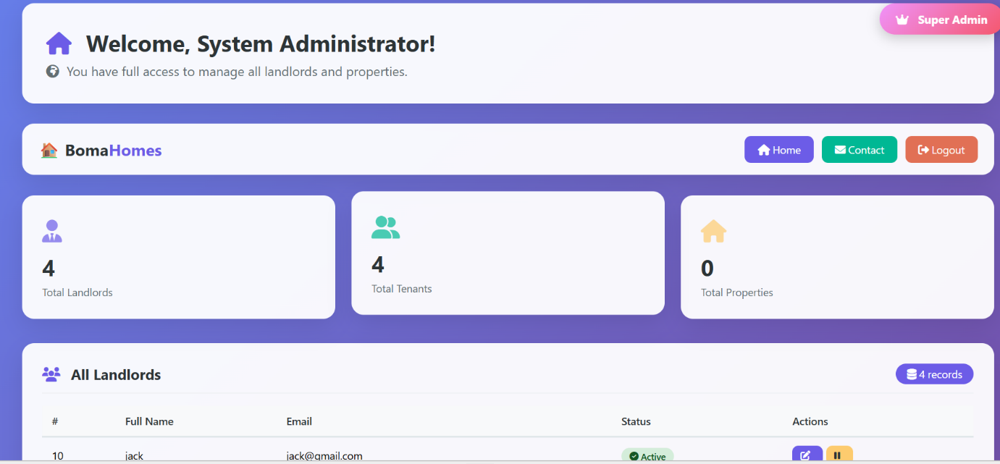 Super Admin
Welcome, System Administrator!
You have full access to manage all landlords and properties.
BomaHomes
Home
Contact
Logout
4
Total Landlords
4
Total Tenants
0
Total Properties
All Landlords
4 records
# Full Name Email Status Actions
10 jack jack@gmail.com Active